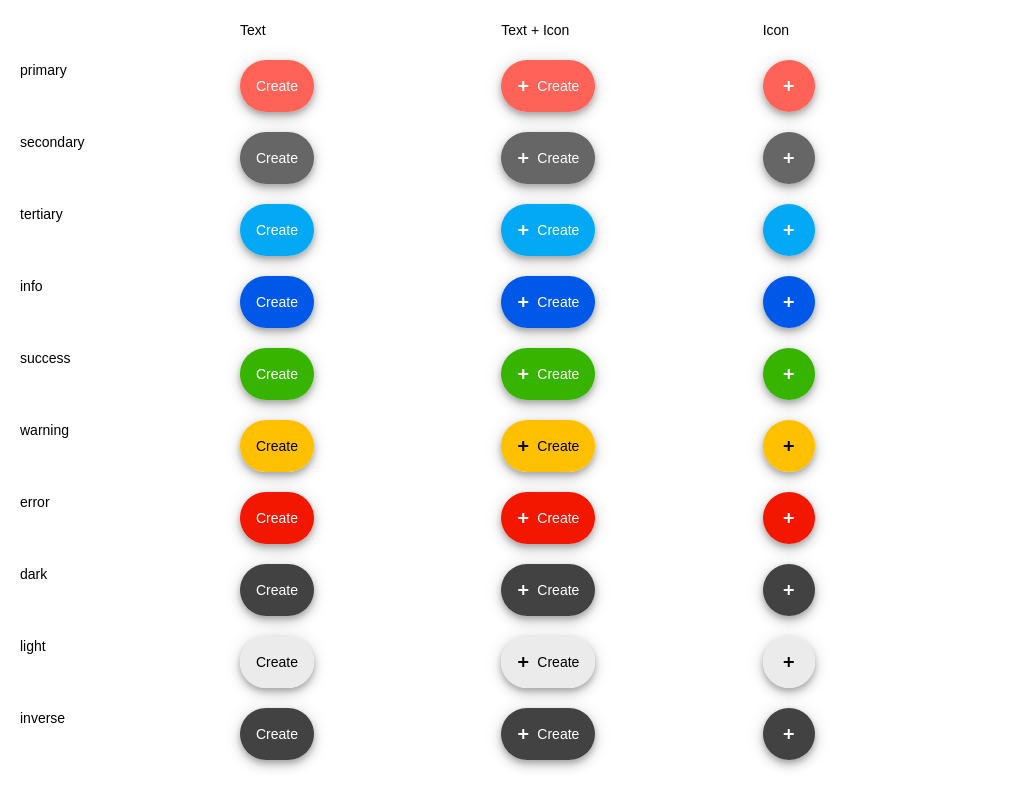 Text Text + Icon Icon
primary Create + Create +
secondary Create + Create +
tertiary Create + Create +
info Create + Create +
success Create + Create +
warning Create + Create +
error Create + Create +
dark Create + Create +
light Create + Create +
inverse Create + Create +